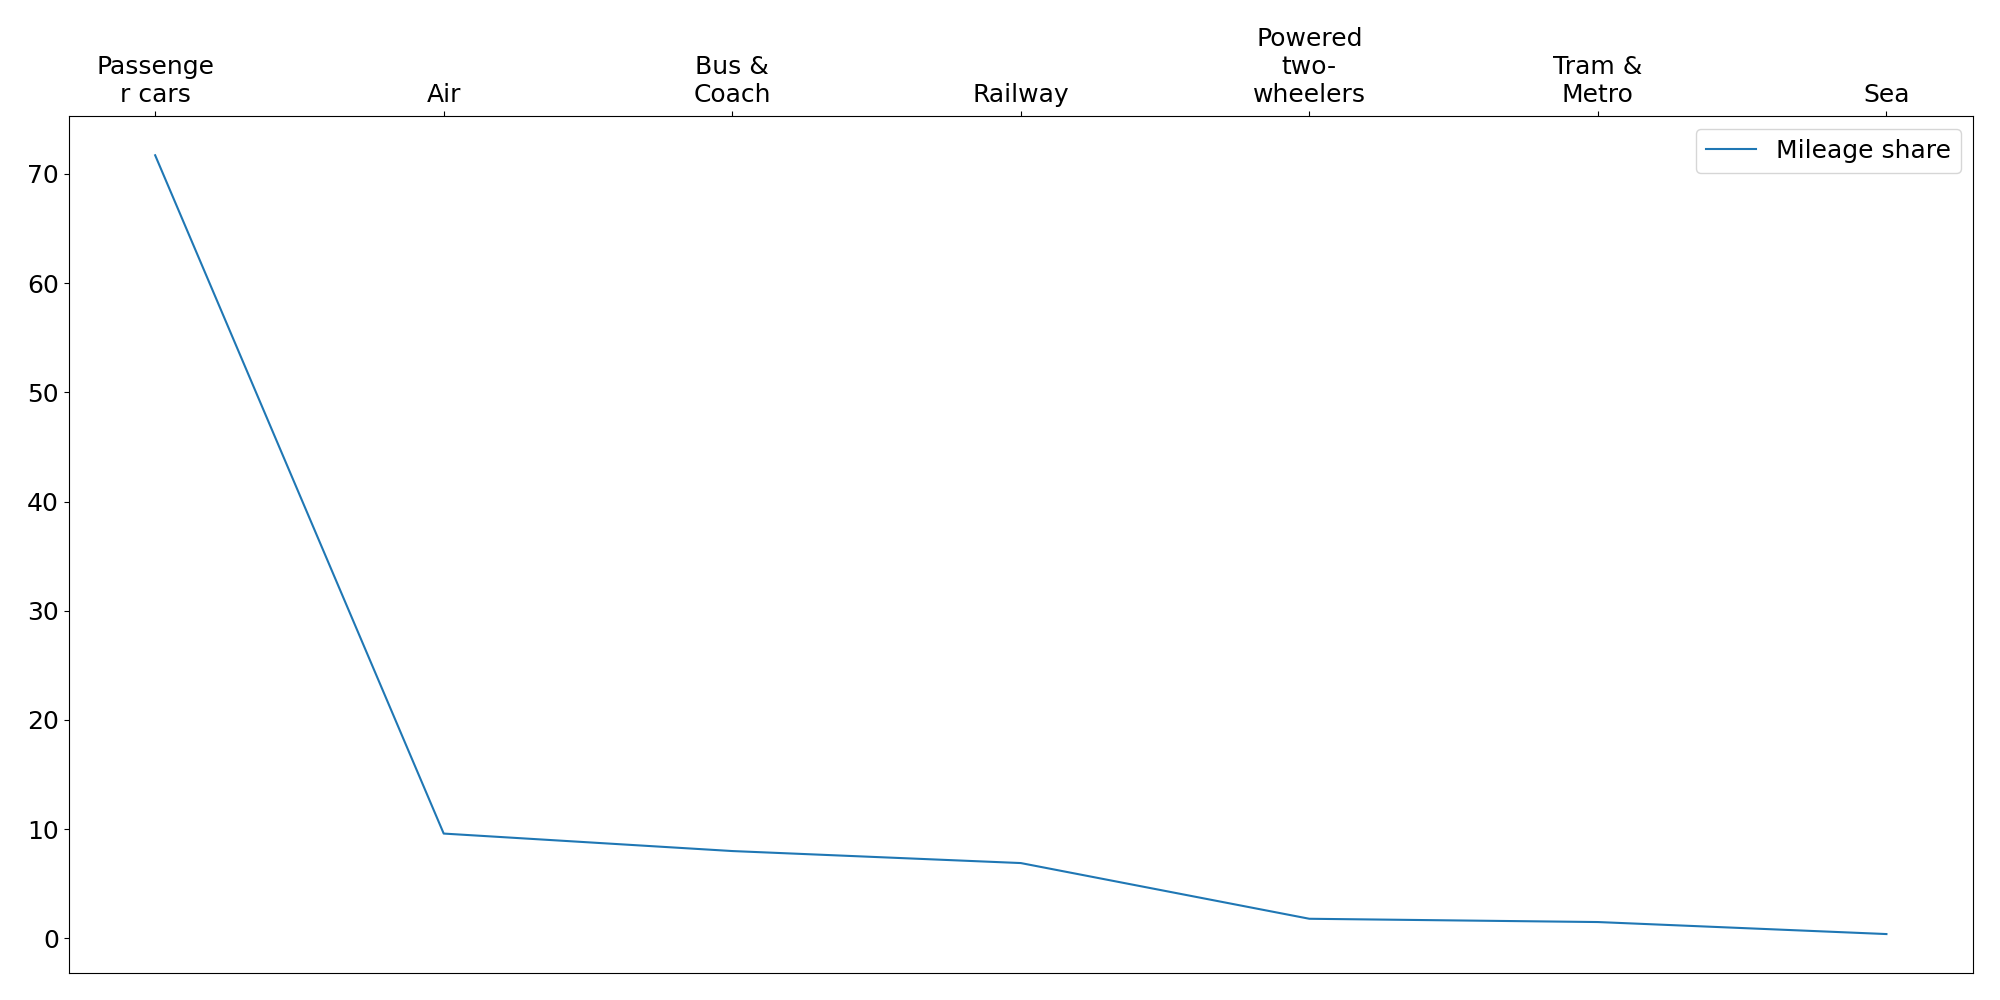 Passenge
r cars
Air
Bus &
Coach
Railway
Powered
two-
wheelers
Tram &
Metro
Sea
Mileage share
70
60
50
40
30
20
10
0